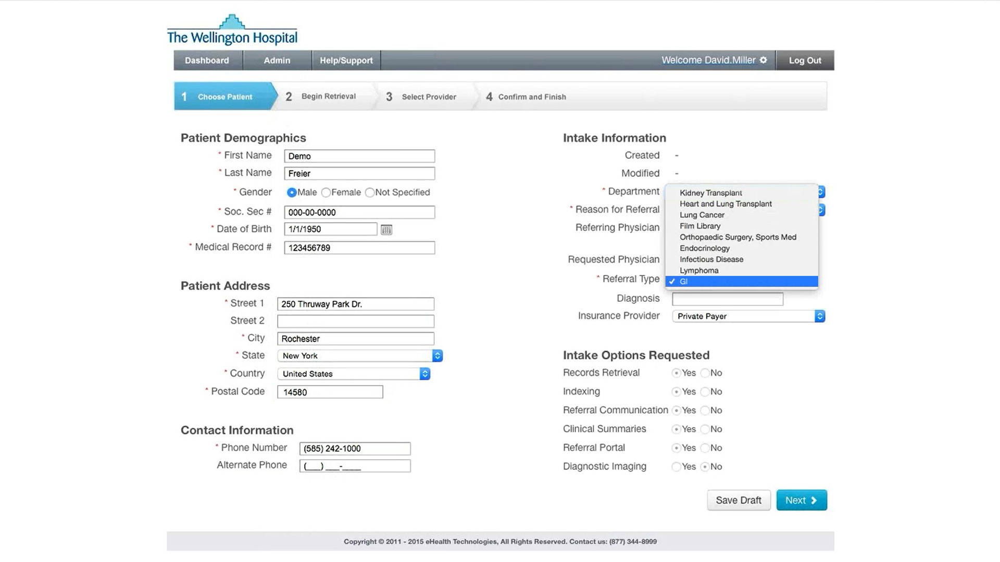 The Wellington Hospital
Dashboard Admin Help/Support Welcome David.Miller Log Out
1 Choose Patient 2 Begin Retrieval 3 Select Provider 4 Confirm and Finish
Patient Demographics
* First Name Demo
* Last Name Freier
* Gender Male Female Not Specified
* Soc. Sec # 000-00-0000
* Date of Birth 1/1/1950
* Medical Record # 123456789
Patient Address
* Street 1 250 Thruway Park Dr.
Street 2
* City Rochester
* State New York
* Country United States
* Postal Code 14580
Contact Information
* Phone Number (585) 242-1000
Alternate Phone (___) ___-____
Intake Information
Created -
Modified -
* Department
* Reason for Referral
Referring Physician
Requested Physician
* Referral Type
Kidney Transplant
Heart and Lung Transplant
Lung Cancer
Film Library
Orthopaedic Surgery, Sports Med
Endocrinology
Infectious Disease
Lymphoma
✓ GI
Diagnosis
Insurance Provider Private Payer
Intake Options Requested
Records Retrieval Yes No
Indexing Yes No
Referral Communication Yes No
Clinical Summaries Yes No
Referral Portal Yes No
Diagnostic Imaging Yes No
Save Draft Next
Copyright © 2011 - 2015 eHealth Technologies, All Rights Reserved. Contact us: (877) 344-8999